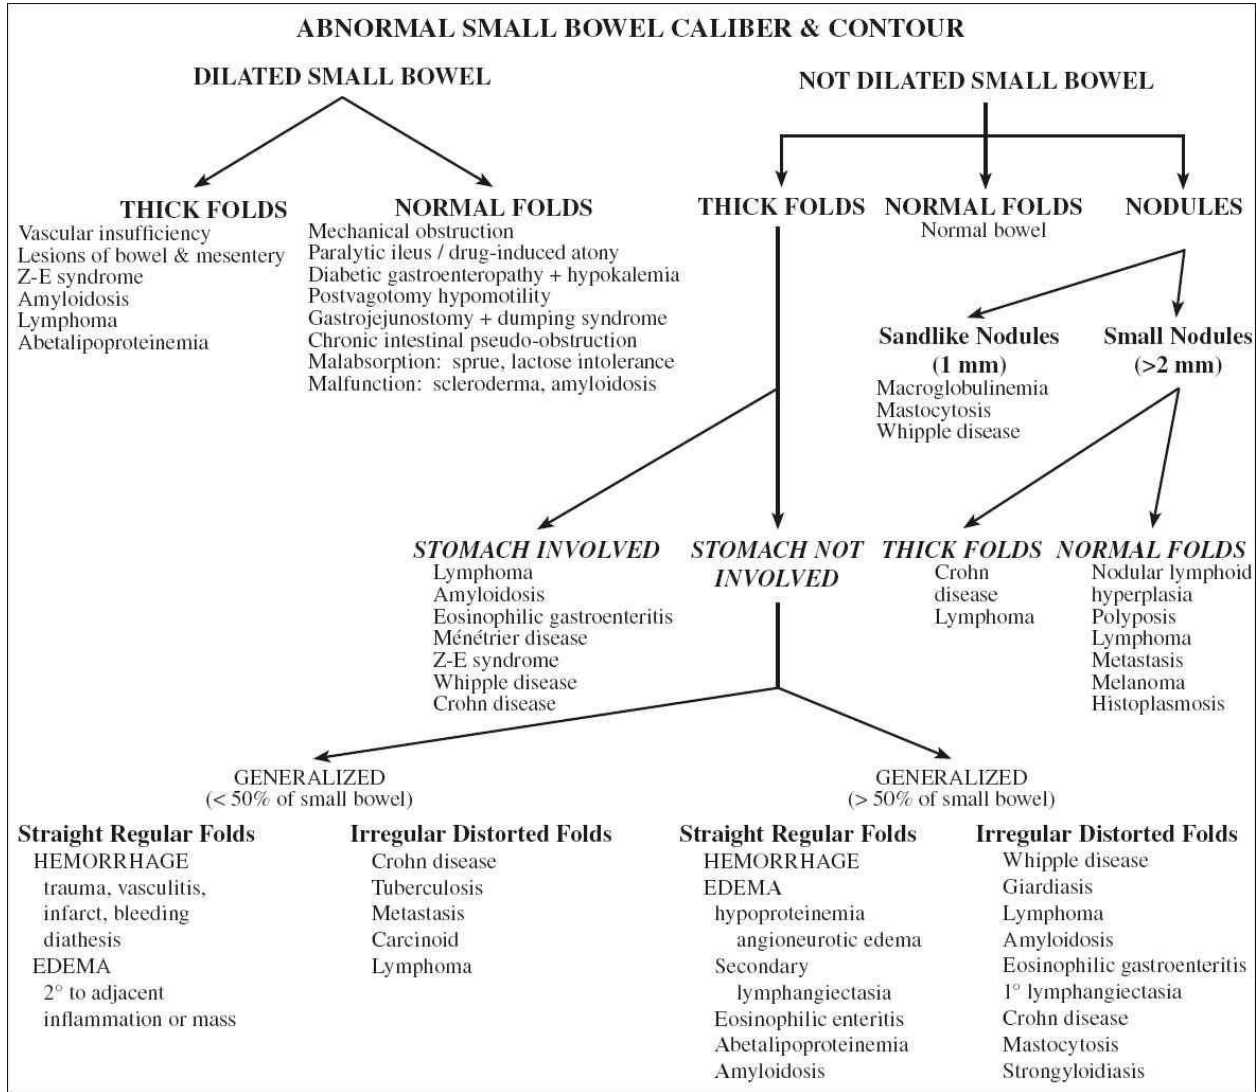 ABNORMAL SMALL BOWEL CALIBER & CONTOUR
DILATED SMALL BOWEL
THICK FOLDS
Vascular insufficiency
Lesions of bowel & mesentery
Z-E syndrome
Amyloidosis
Lymphoma
Abetalipoproteinemia
NORMAL FOLDS
Mechanical obstruction
Paralytic ileus / drug-induced atony
Diabetic gastroenteropathy + hypokalemia
Postvagotomy hypomotility
Gastrojejunostomy + dumping syndrome
Chronic intestinal pseudo-obstruction
Malabsorption: sprue, lactose intolerance
Malfunction: scleroderma, amyloidosis
NOT DILATED SMALL BOWEL
THICK FOLDS
NORMAL FOLDS
Normal bowel
NODULES
Sandlike Nodules
(1 mm)
Macroglobulinemia
Mastocytosis
Whipple disease
Small Nodules
(>2 mm)
STOMACH INVOLVED
Lymphoma
Amyloidosis
Eosinophilic gastroenteritis
Ménétrier disease
Z-E syndrome
Whipple disease
Crohn disease
STOMACH NOT
INVOLVED
THICK FOLDS
Crohn
disease
Lymphoma
NORMAL FOLDS
Nodular lymphoid
hyperplasia
Polyposis
Lymphoma
Metastasis
Melanoma
Histoplasmosis
GENERALIZED
(< 50% of small bowel)
Straight Regular Folds
HEMORRHAGE
trauma, vasculitis,
infarct, bleeding
diathesis
EDEMA
2° to adjacent
inflammation or mass
Irregular Distorted Folds
Crohn disease
Tuberculosis
Metastasis
Carcinoid
Lymphoma
GENERALIZED
(> 50% of small bowel)
Straight Regular Folds
HEMORRHAGE
EDEMA
hypoproteinemia
angioneurotic edema
Secondary
lymphangiectasia
Eosinophilic enteritis
Abetalipoproteinemia
Amyloidosis
Irregular Distorted Folds
Whipple disease
Giardiasis
Lymphoma
Amyloidosis
Eosinophilic gastroenteritis
1° lymphangiectasia
Crohn disease
Mastocytosis
Strongyloidiasis